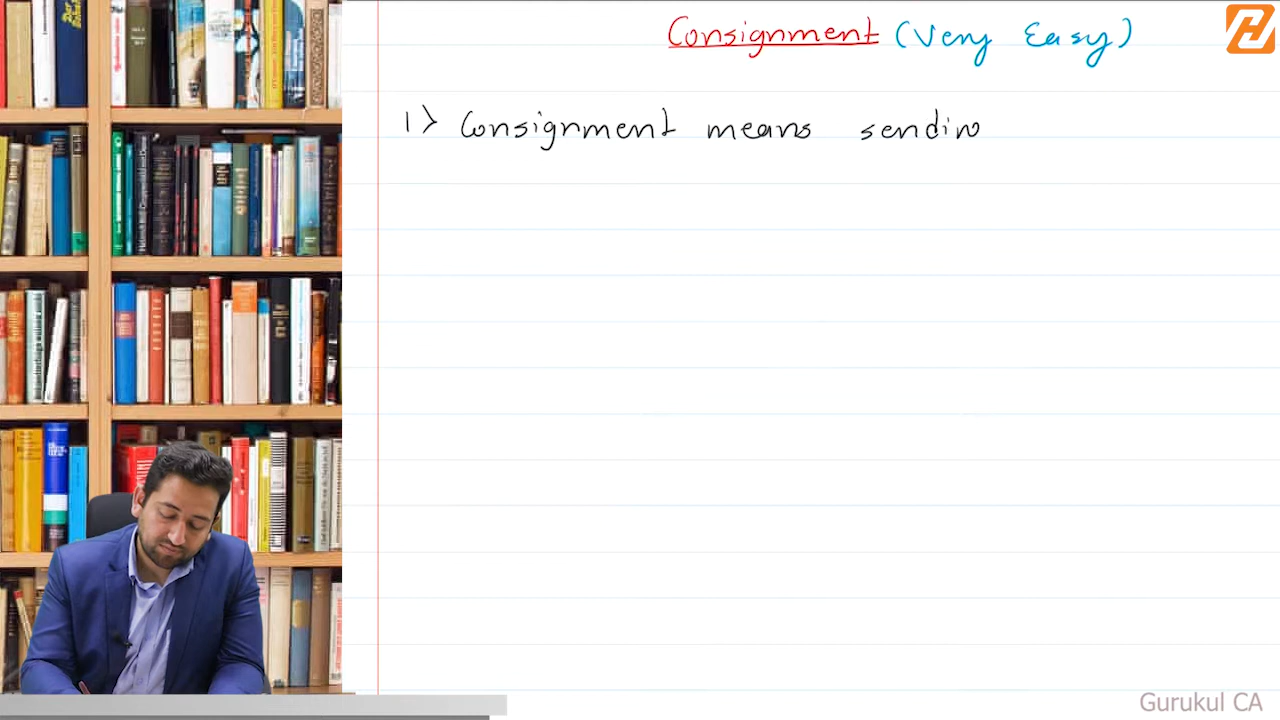 Consignment (Very Easy)
1) Consignment means sendin
Gurukul CA